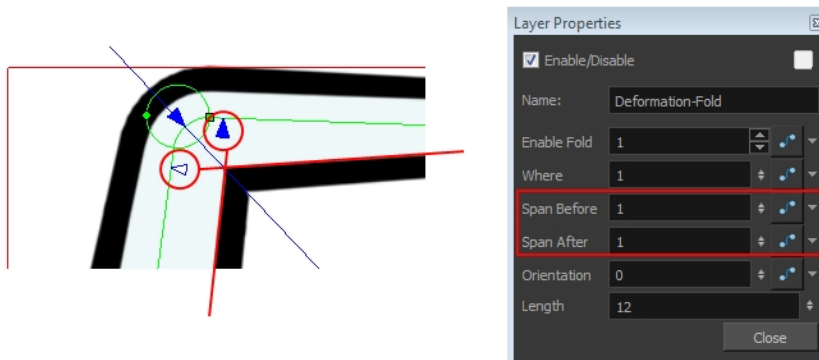 Layer Properties
Enable/Disable
Name: Deformation-Fold
Enable Fold 1
Where 1
Span Before 1
Span After 1
Orientation 0
Length 12
Close